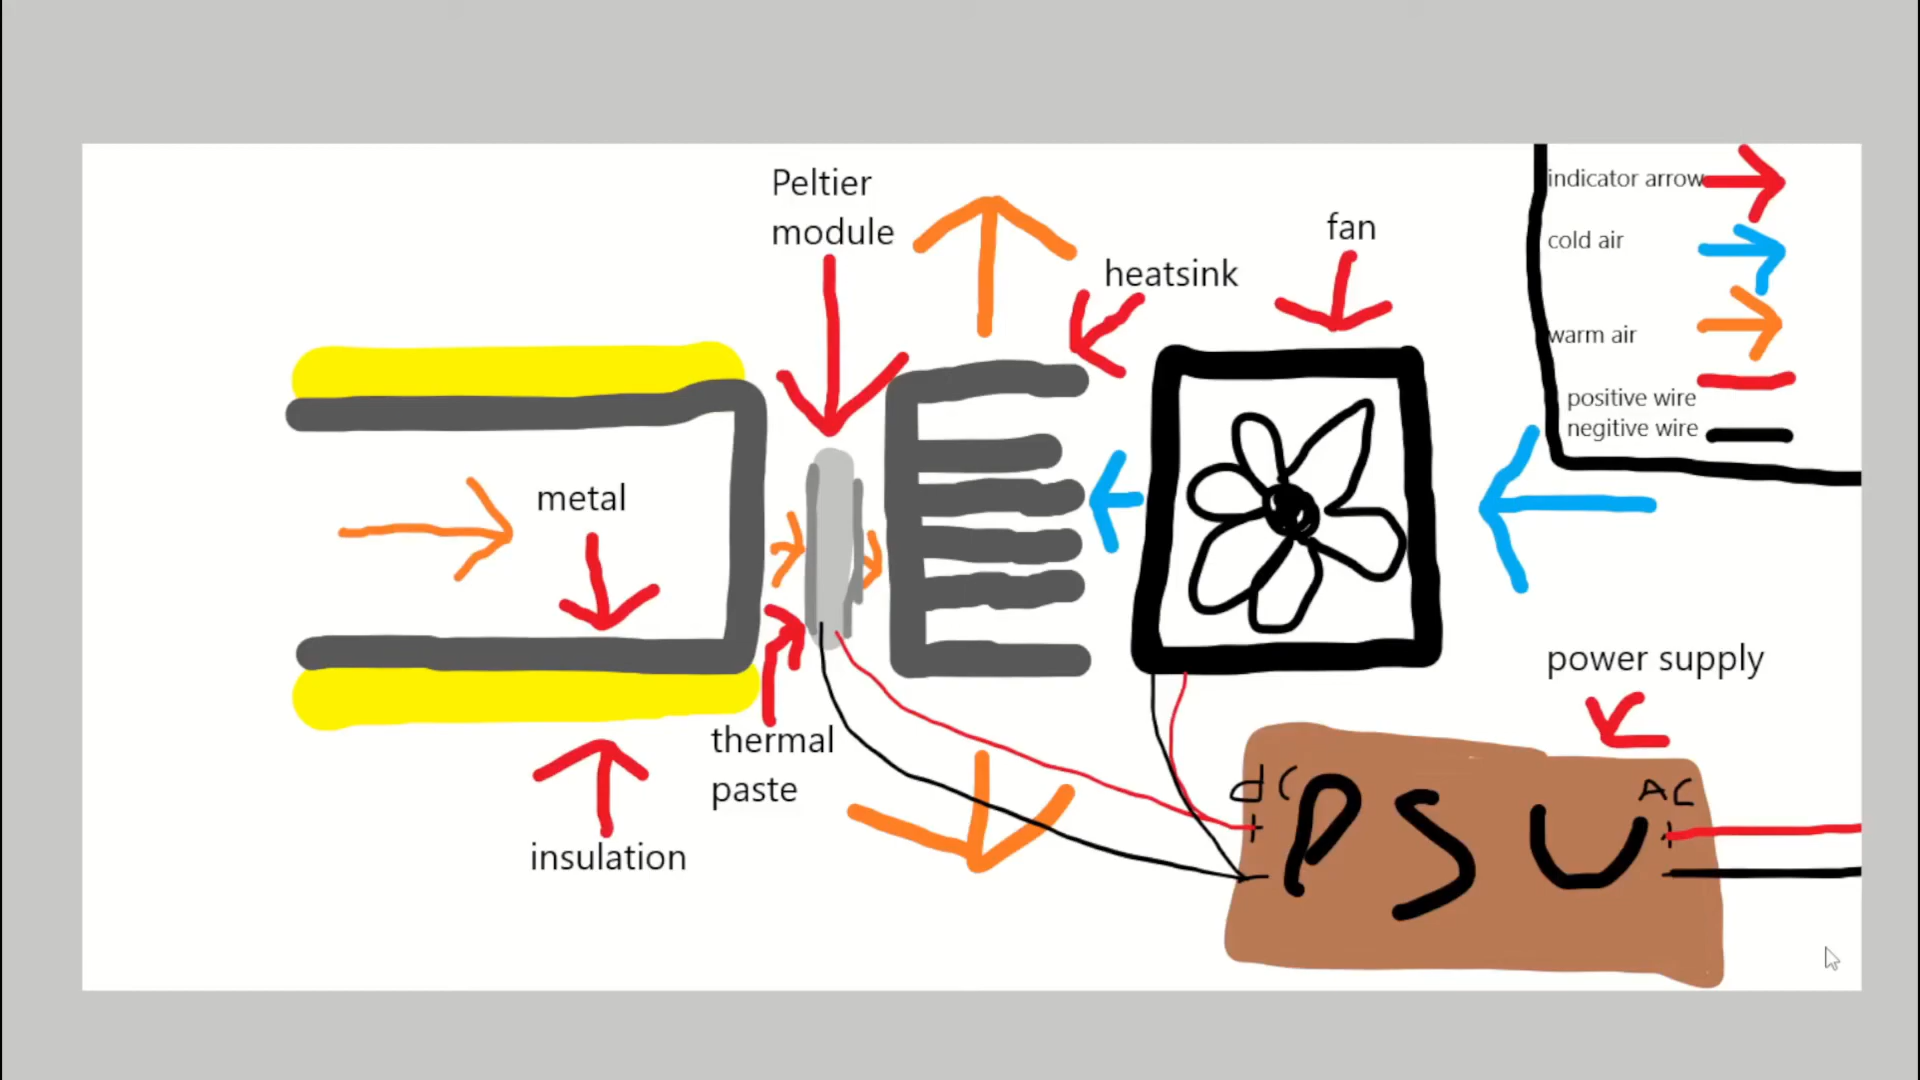 Peltier
module
fan
heatsink
indicator arrow
cold air
warm air
positive wire
negitive wire
metal
thermal
paste
insulation
power supply
dC
AC
+
-
PSU
+
-